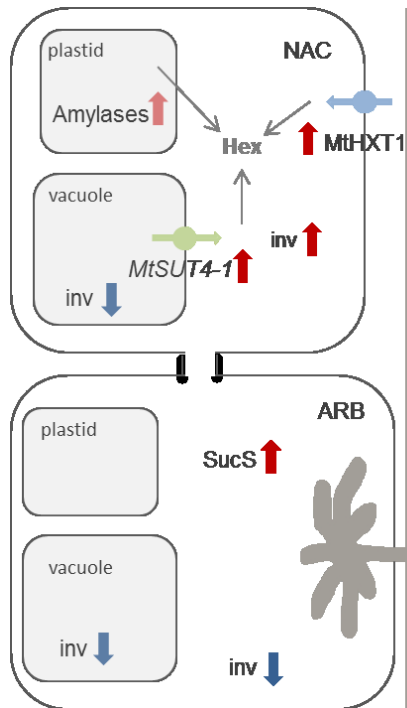 plastid
NAC
Amylases
Hex
MtHXT1
vacuole
inv
MtSUT4-1
inv
ARB
plastid
SucS
vacuole
inv
inv